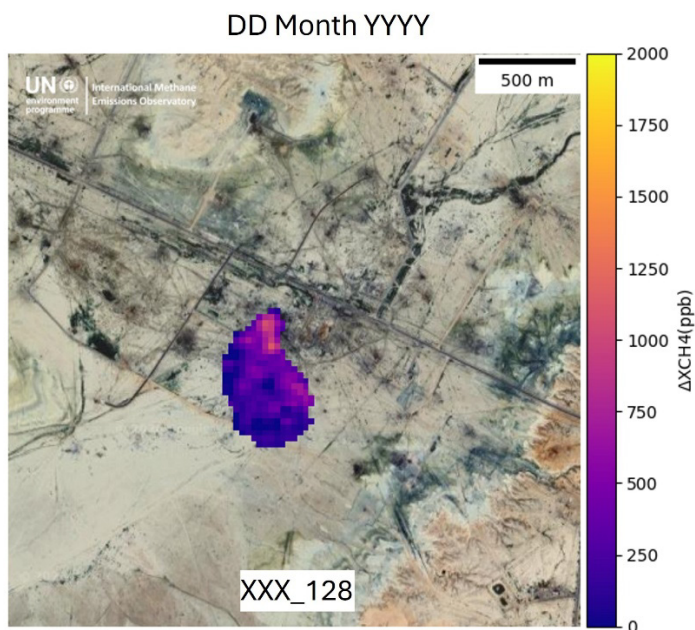 DD Month YYYY
UN
environment
programme
International Methane
Emissions Observatory
500 m
2000
1750
1500
1250
1000
750
500
250
0
ΔXCH4(ppb)
XXX_128